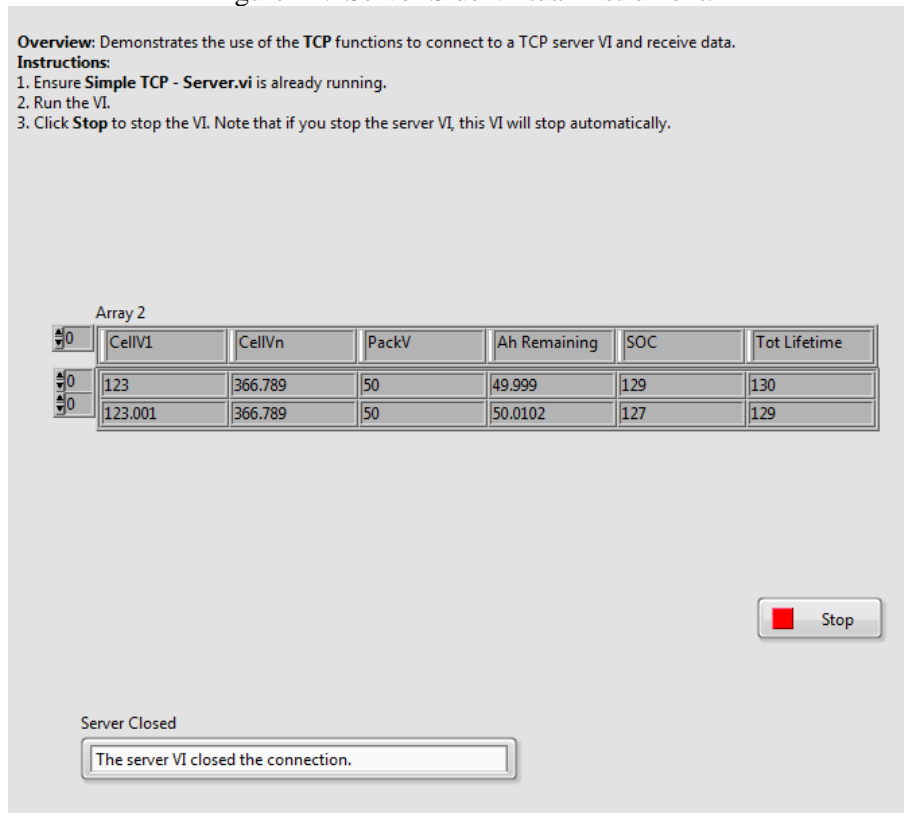 Overview: Demonstrates the use of the TCP functions to connect to a TCP server VI and receive data.
Instructions:
1. Ensure Simple TCP - Server.vi is already running.
2. Run the VI.
3. Click Stop to stop the VI. Note that if you stop the server VI, this VI will stop automatically.
Array 2
0 CellV1 CellVn PackV Ah Remaining SOC Tot Lifetime
0 123 366.789 50 49.999 129 130
0 123.001 366.789 50 50.0102 127 129
Stop
Server Closed
The server VI closed the connection.